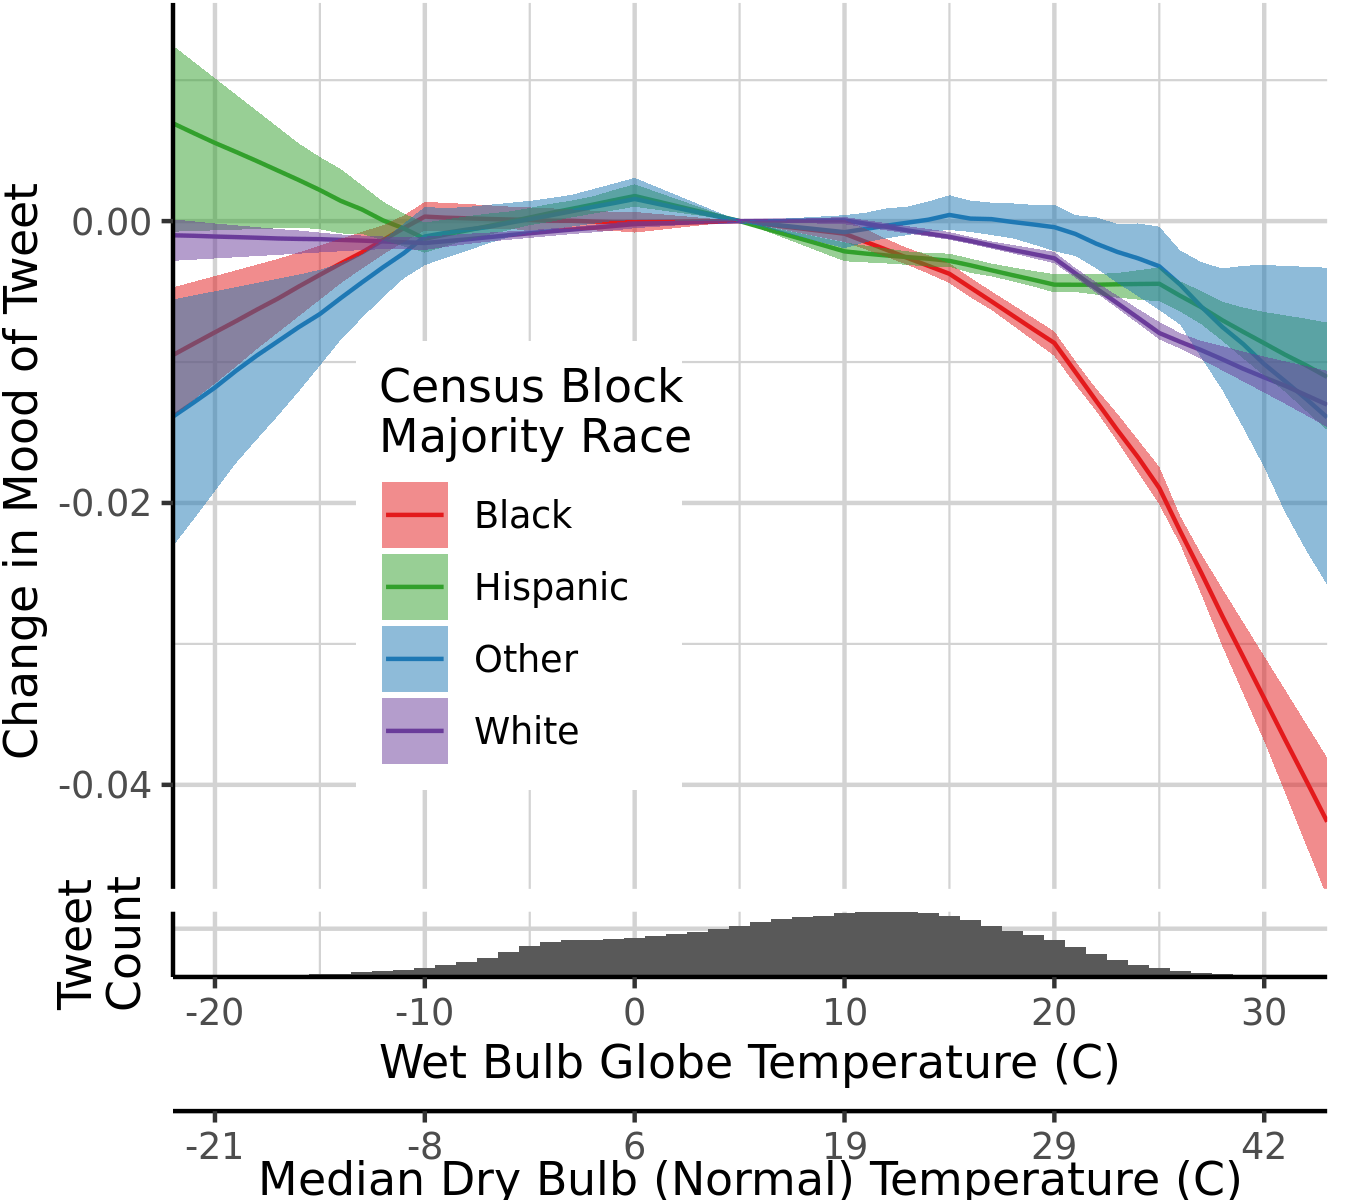 Change in Mood of Tweet
0.00
-0.02
-0.04
Census Block
Majority Race
Black
Hispanic
Other
White
Tweet
Count
-20 -10 0 10 20 30
Wet Bulb Globe Temperature (C)
-21 -8 6 19 29 42
Median Dry Bulb (Normal) Temperature (C)